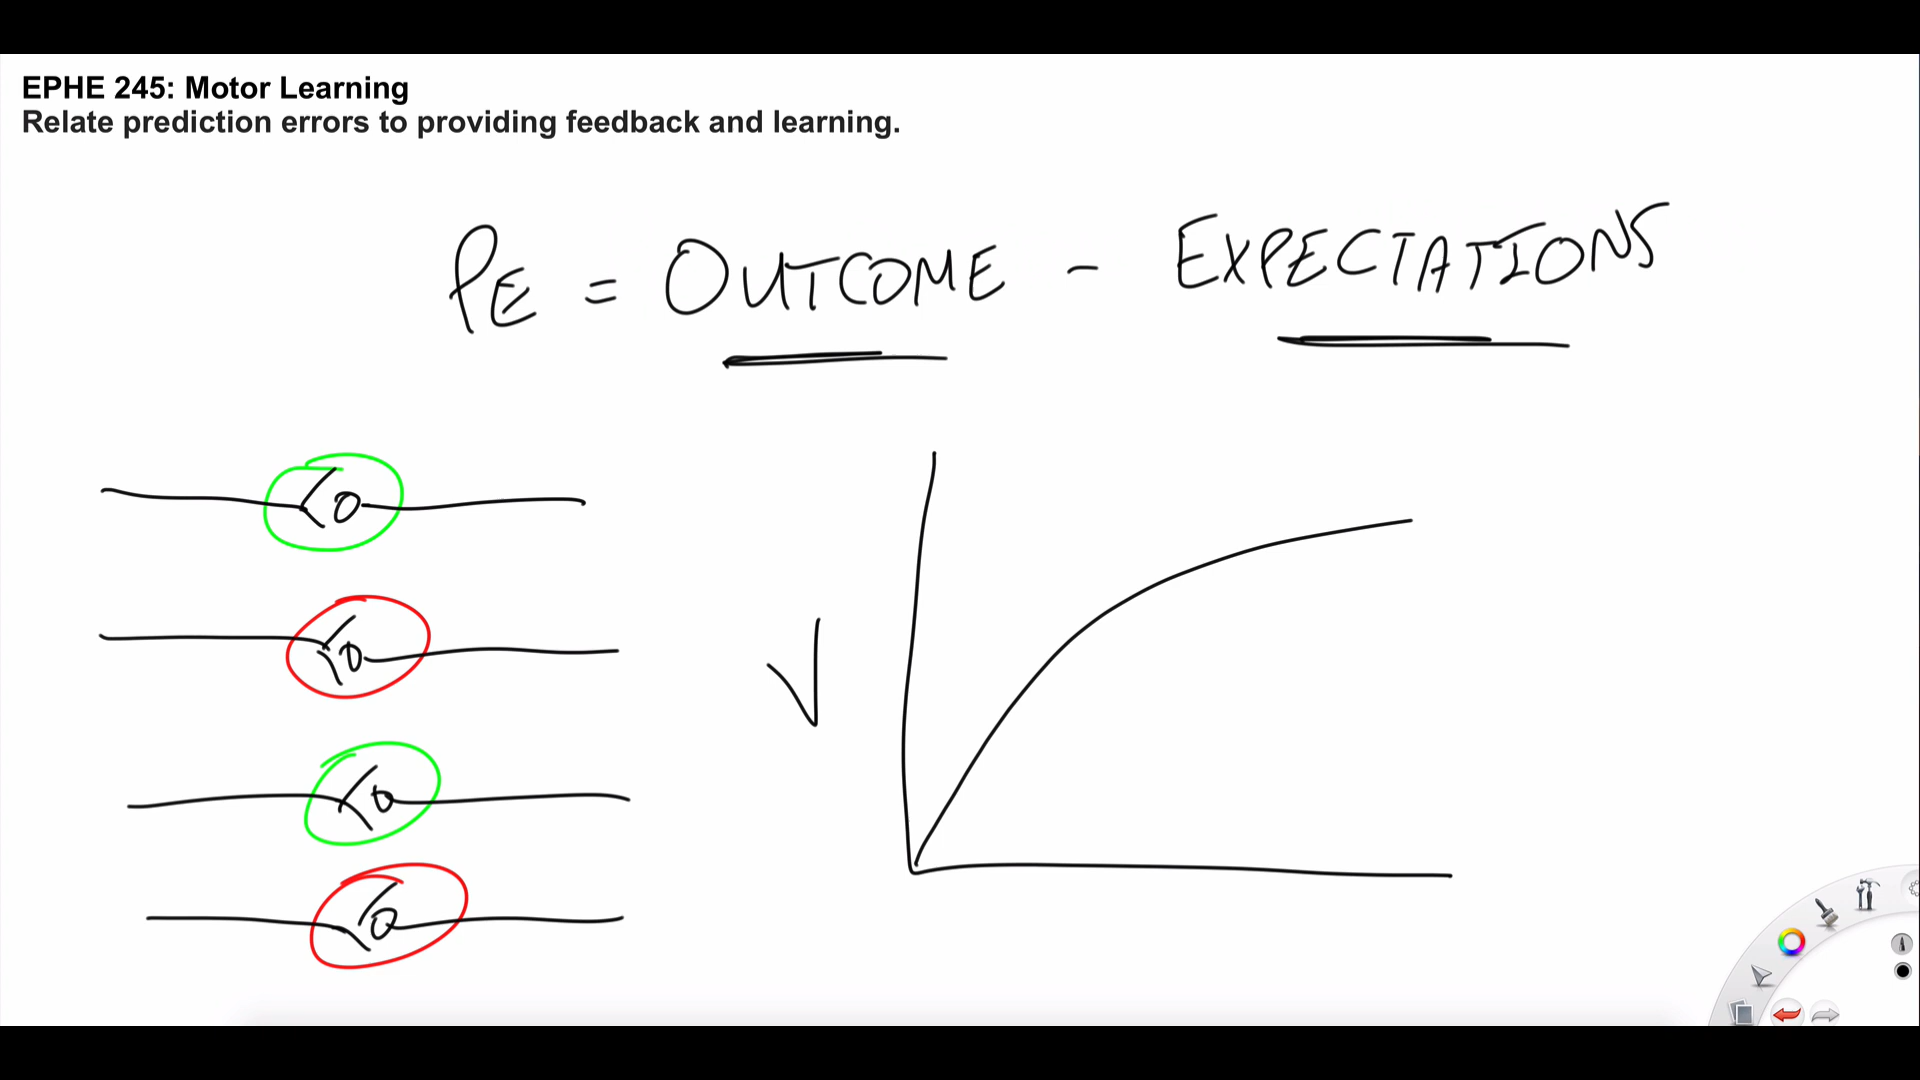 EPHE 245: Motor Learning
Relate prediction errors to providing feedback and learning.
PE = OUTCOME - EXPECTATIONS
V